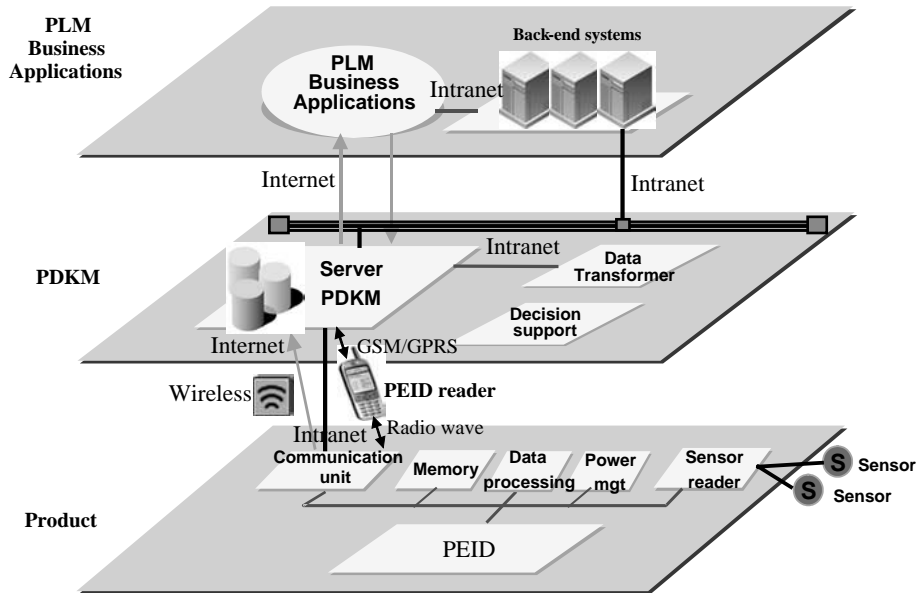 PLM
Business
Applications
Back-end systems
PLM
Business
Applications
Intranet
Internet
Intranet
PDKM
Server
PDKM
Intranet
Data
Transformer
Decision
support
Internet
GSM/GPRS
Wireless
PEID reader
Intranet
Radio wave
Product
Communication
unit
Memory
Data
processing
Power
mgt
Sensor
reader
S Sensor
S Sensor
PEID